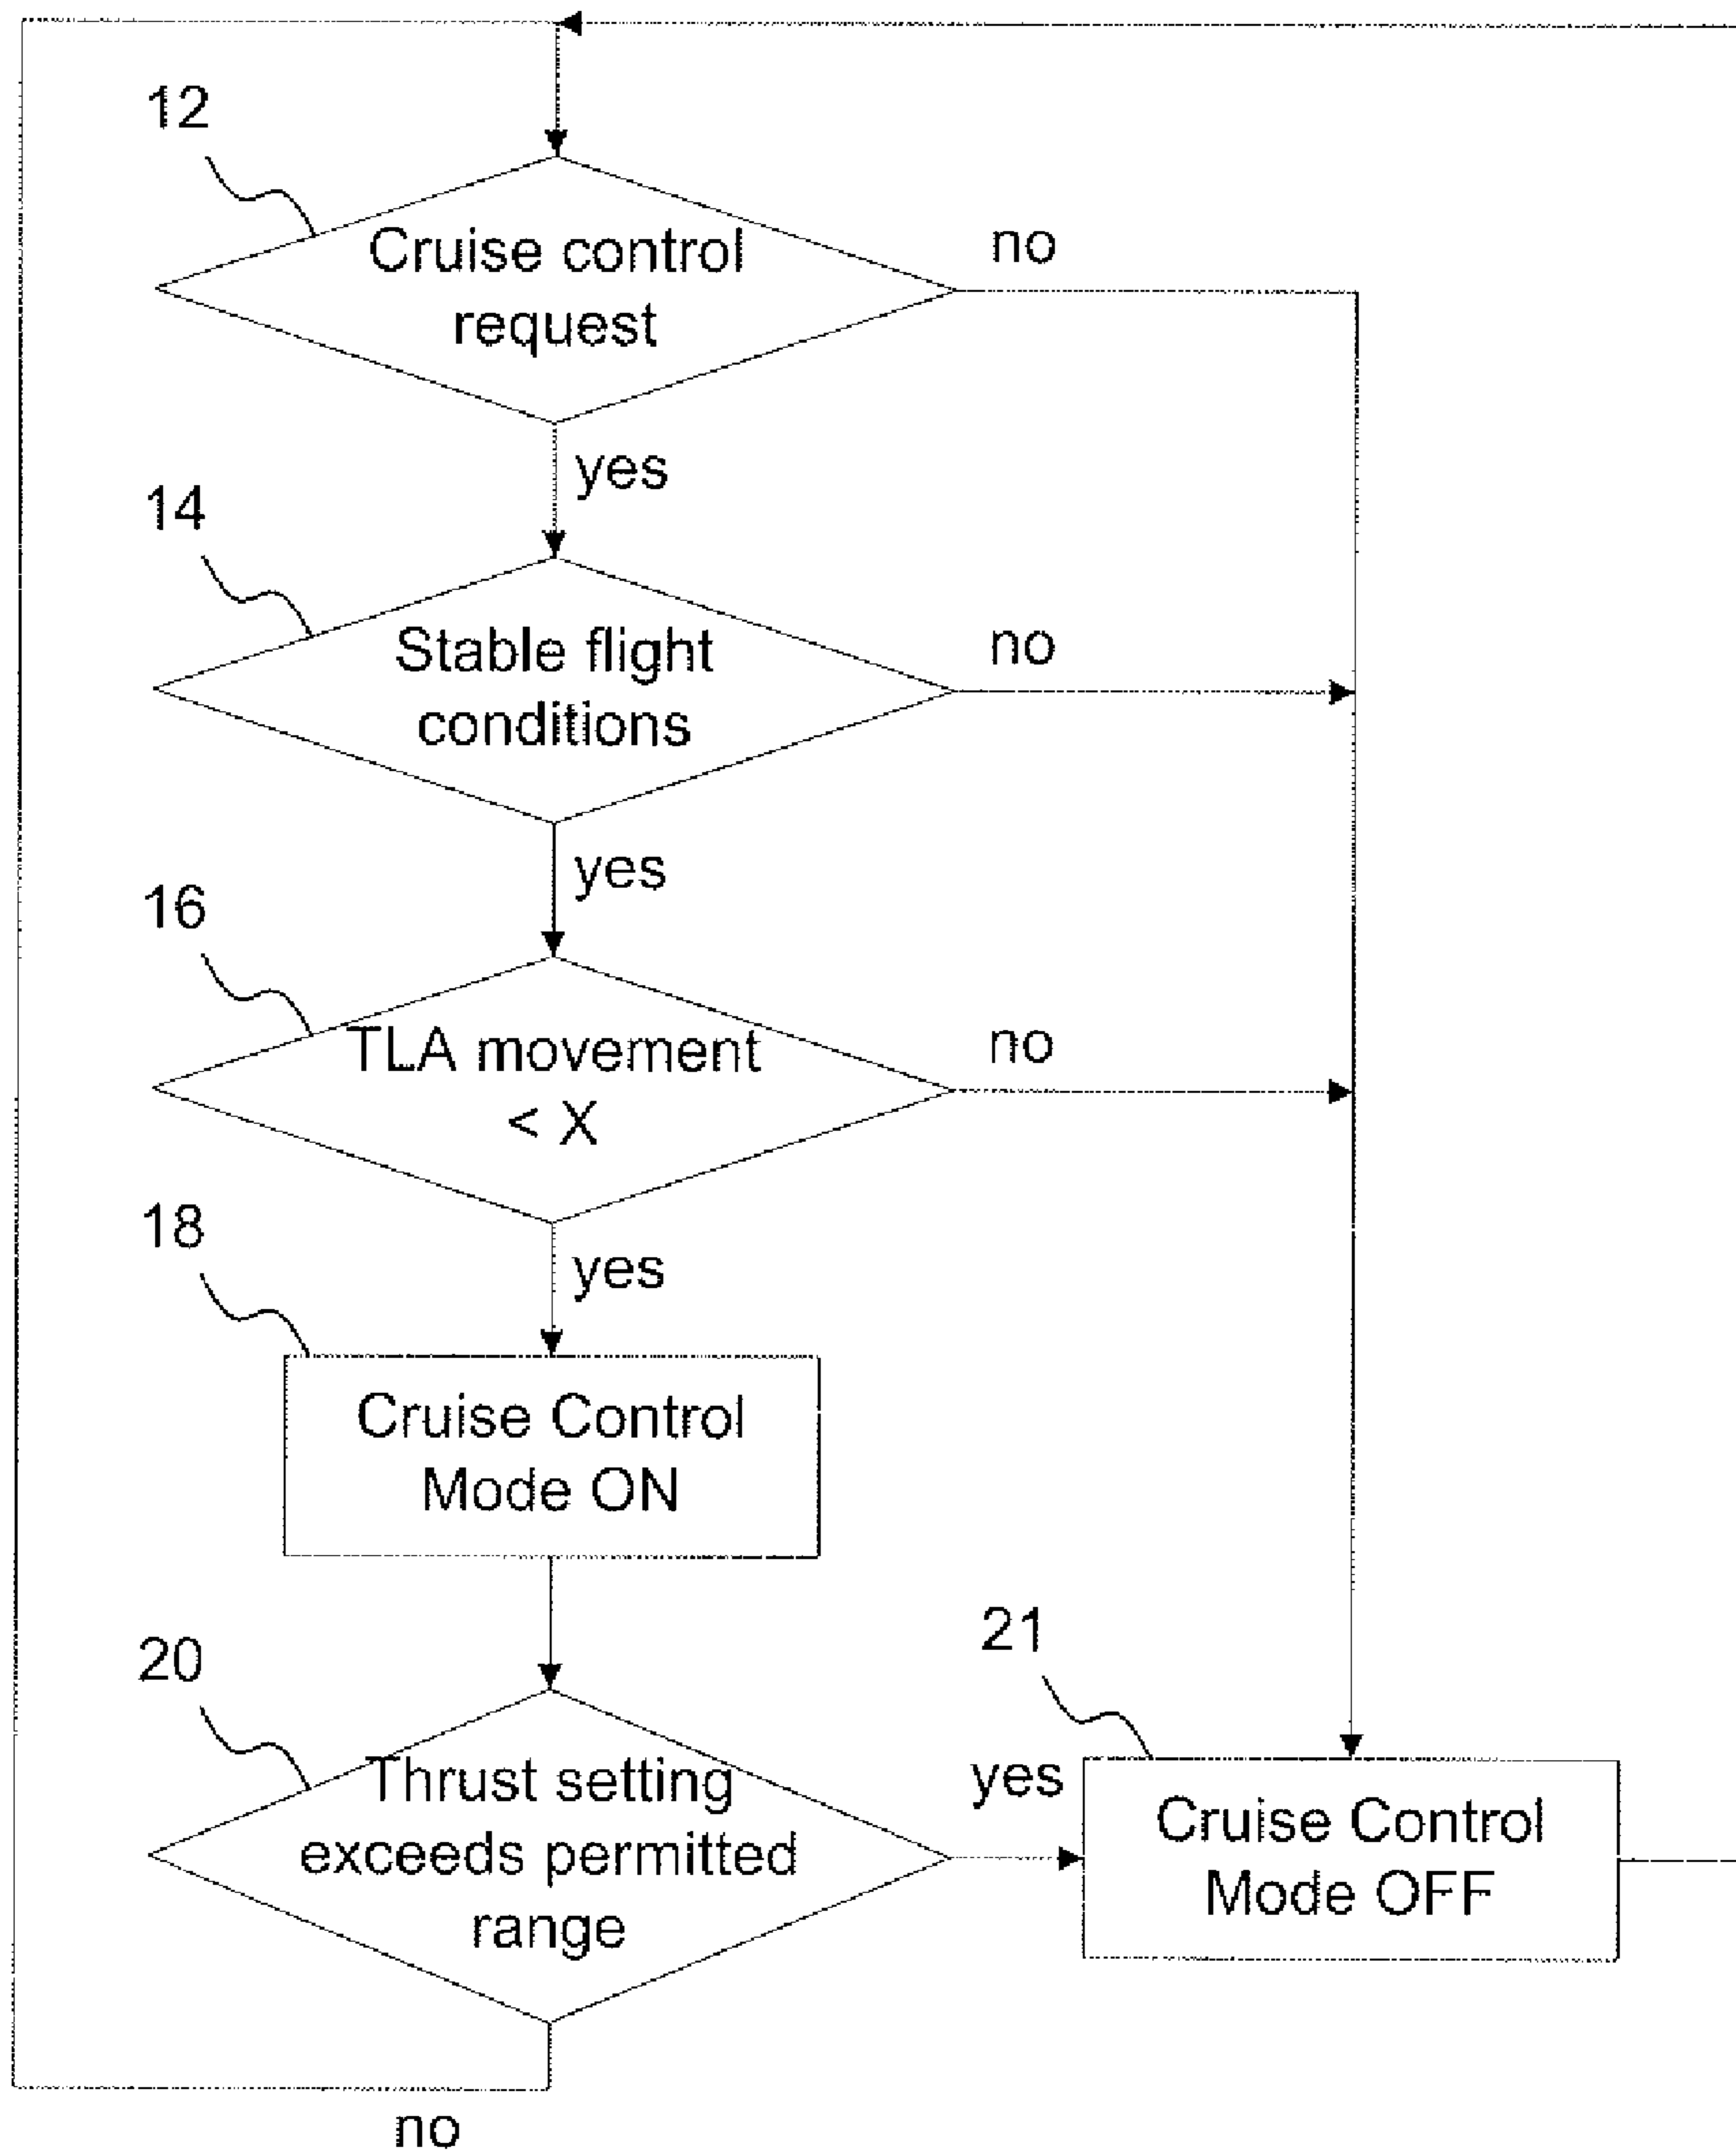 12
Cruise control
request
no
yes
14
Stable flight
conditions
no
yes
16
TLA movement
< X
no
yes
18
Cruise Control
Mode ON
20
Thrust setting
exceeds permitted
range
yes
no
21
Cruise Control
Mode OFF